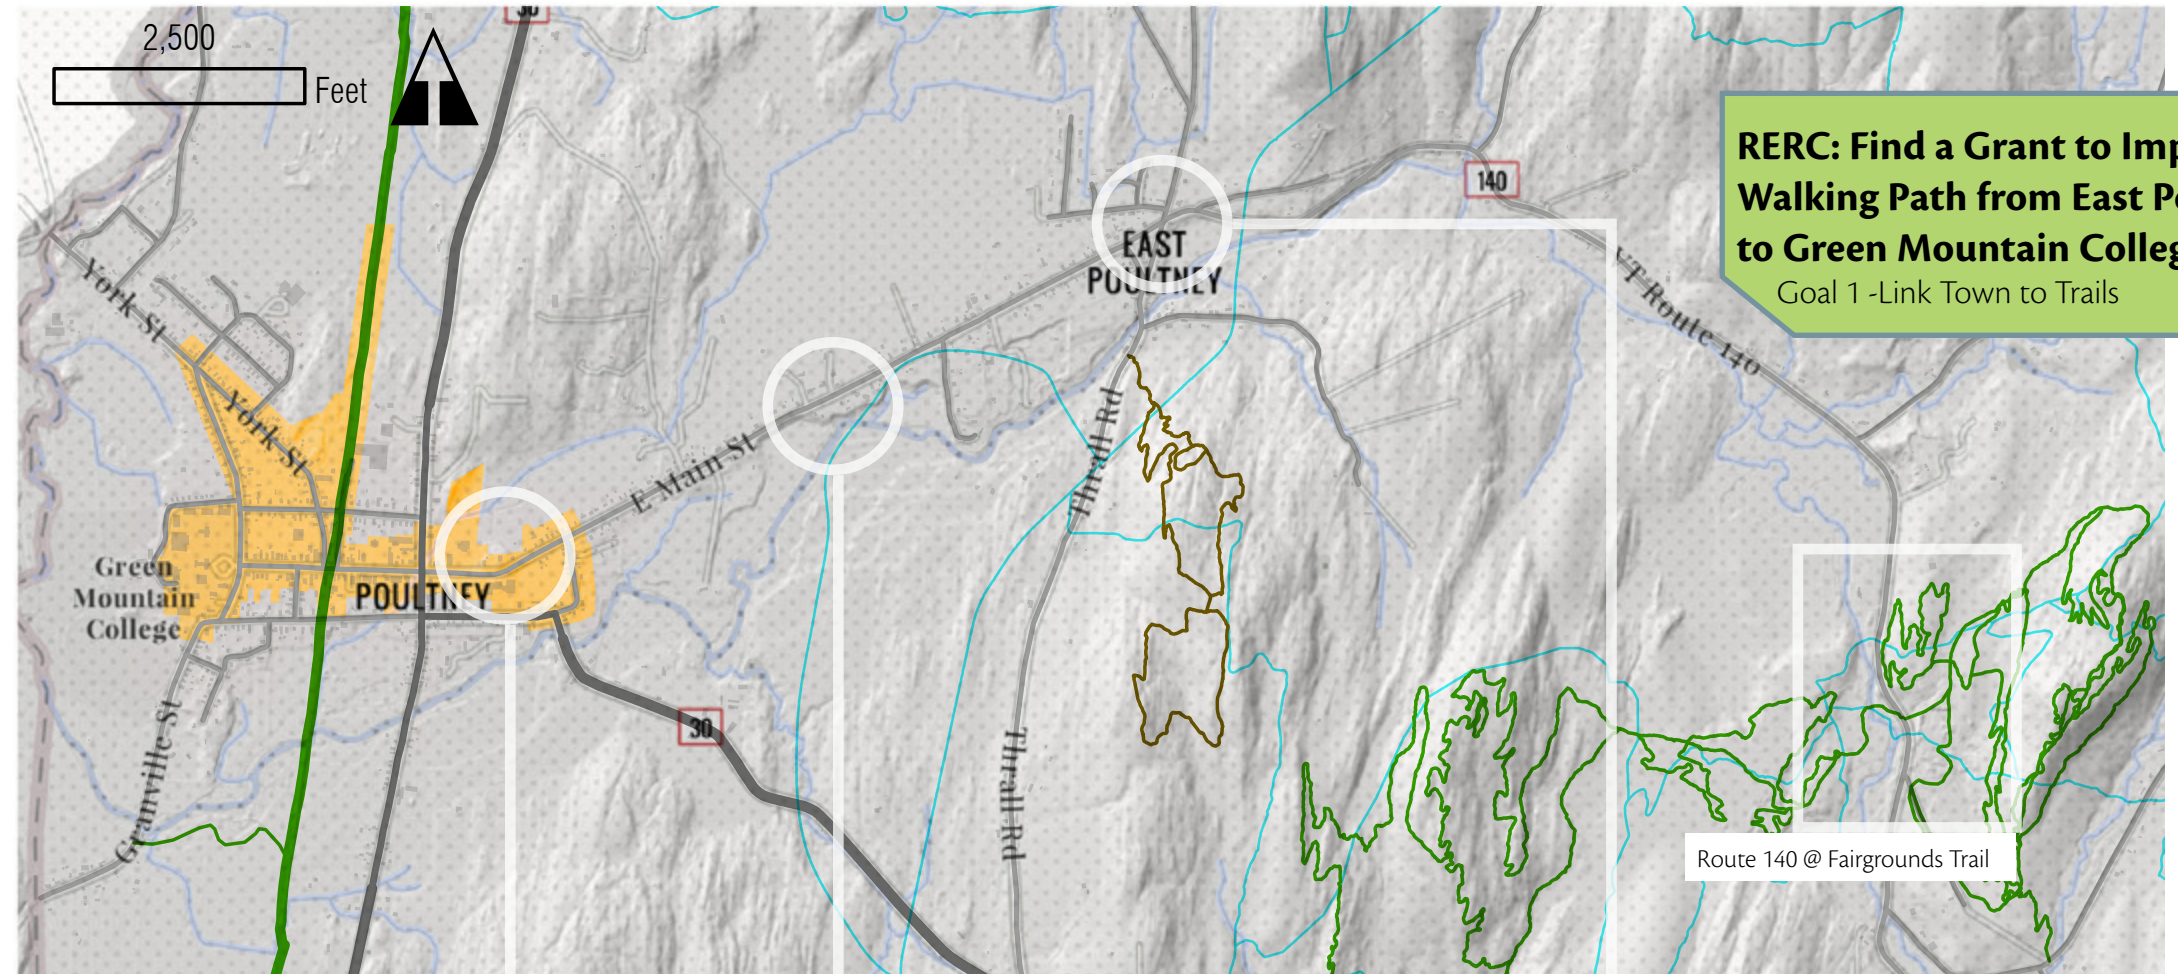 2,500
Feet
30
RERC: Find a Grant to Imp
Walking Path from East Po
to Green Mountain Colleg
Goal 1 -Link Town to Trails
140
EAST
POULTNEY
VT Route 140
York St
York St
E Main St
Thrall Rd
Green
Mountain
College
POULTNEY
30
Granville St
Thrall Rd
Route 140 @ Fairgrounds Trail